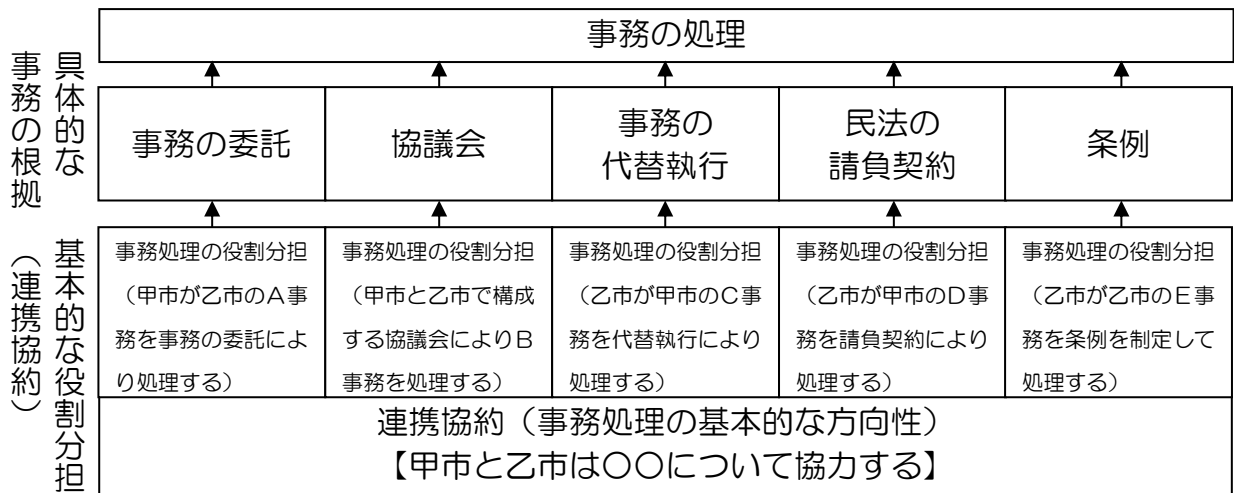 事務の処理
具体的な
事務の根拠
事務の委託
協議会
事務の
代替執行
民法の
請負契約
条例
基本的な役割分担
（連携協約）
事務処理の役割分担
（甲市が乙市のＡ事
務を事務の委託によ
り処理する）
事務処理の役割分担
（甲市と乙市で構成
する協議会によりＢ
事務を処理する）
事務処理の役割分担
（乙市が甲市のＣ事
務を代替執行により
処理する）
事務処理の役割分担
（乙市が甲市のＤ事
務を請負契約により
処理する）
事務処理の役割分担
（乙市が乙市のＥ事
務を条例を制定して
処理する）
連携協約（事務処理の基本的な方向性）
【甲市と乙市は〇〇について協力する】